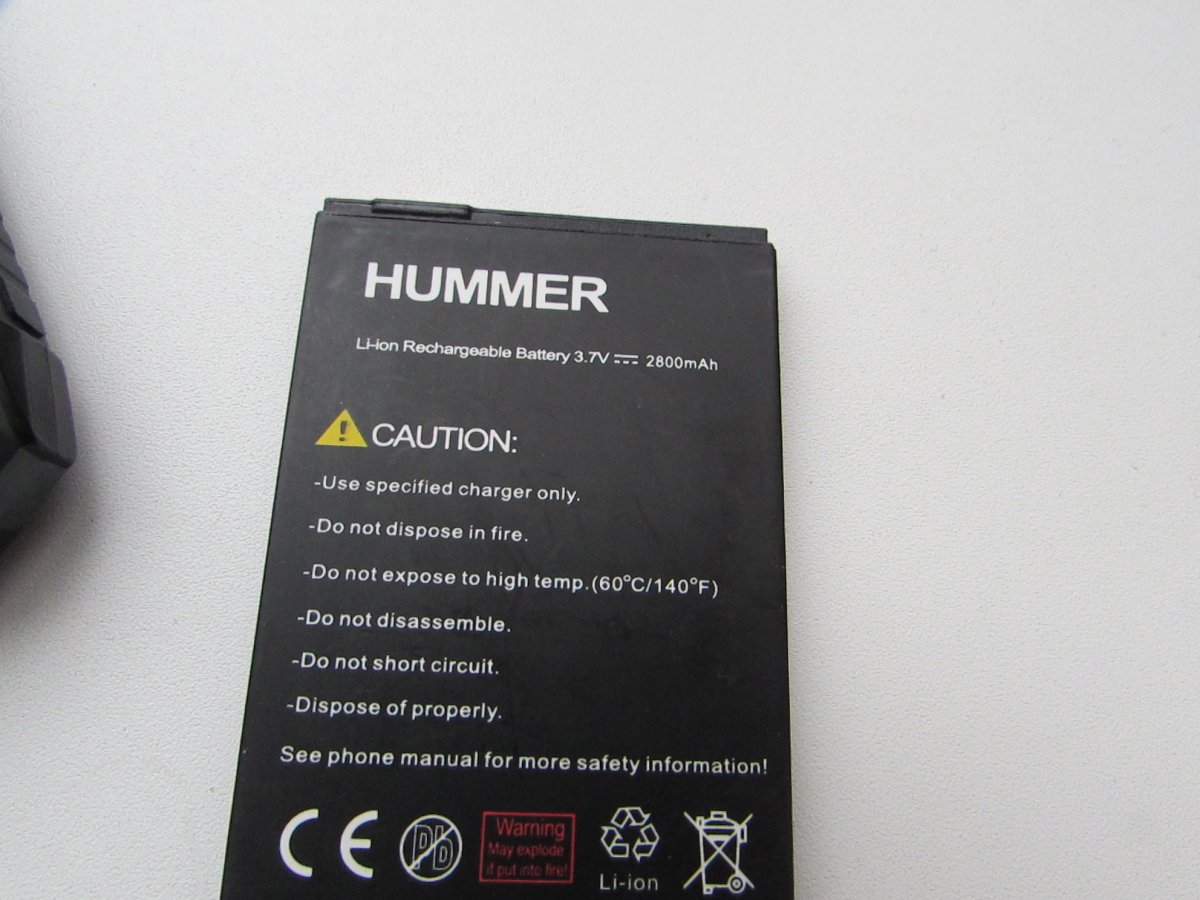 HUMMER
Li-ion Rechargeable Battery 3.7V ⎓ 2800mAh
CAUTION:
-Use specified charger only.
-Do not dispose in fire.
-Do not expose to high temp.(60°C/140°F)
-Do not disassemble.
-Do not short circuit.
-Dispose of properly.
See phone manual for more safety information!
CE Pb
Warning
May explode
if put into fire!
Li-ion